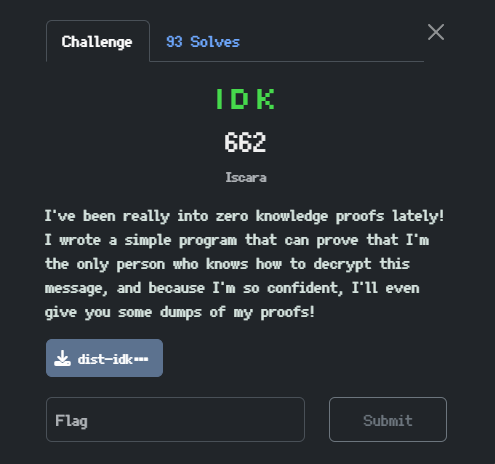 Challenge
93 Solves
IDK
662
Iscara
I've been really into zero knowledge proofs lately!
I wrote a simple program that can prove that I'm
the only person who knows how to decrypt this
message, and because I'm so confident, I'll even
give you some dumps of my proofs!
dist-idk…
Flag
Submit